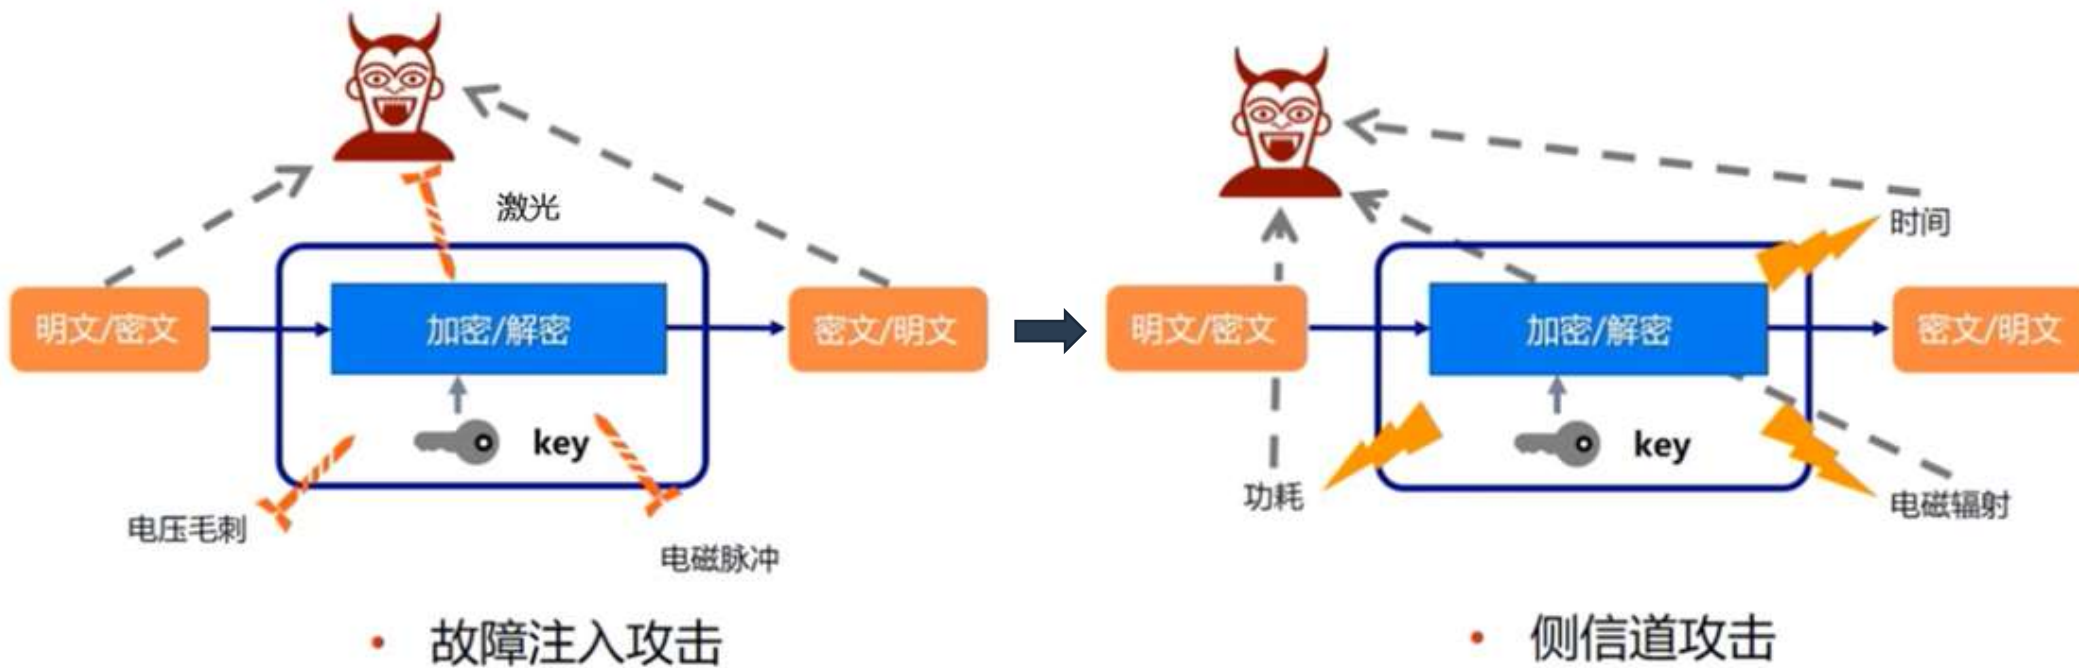 激光
明文/密文
加密/解密
密文/明文
key
电压毛刺
电磁脉冲
• 故障注入攻击
时间
明文/密文
加密/解密
密文/明文
key
功耗
电磁辐射
• 侧信道攻击